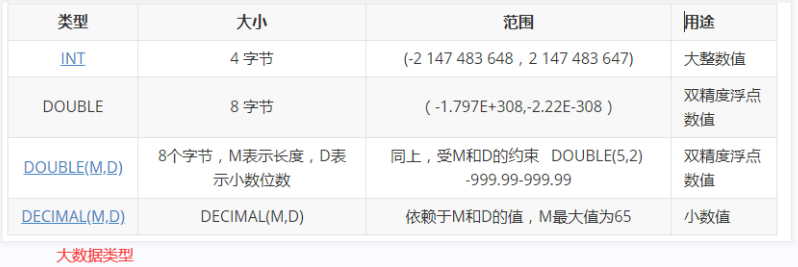 类型 大小 范围 用途
INT 4 字节 (-2 147 483 648，2 147 483 647) 大整数值
DOUBLE 8 字节 （ -1.797E+308,-2.22E-308 ） 双精度浮点
数值
DOUBLE(M,D) 8个字节，M表示长度，D表
示小数位数 同上，受M和D的约束 DOUBLE(5,2)
-999.99-999.99 双精度浮点
数值
DECIMAL(M,D) DECIMAL(M,D) 依赖于M和D的值，M最大值为65 小数值
大数据类型